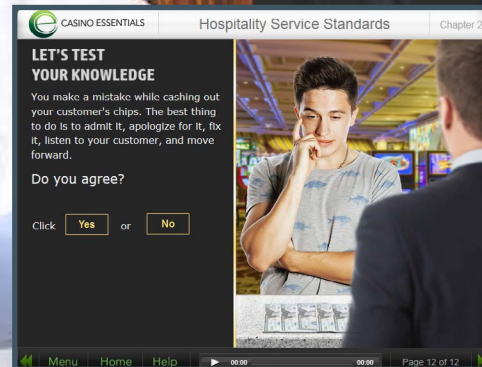 CASINO ESSENTIALS
Hospitality Service Standards
Chapter 2
LET'S TEST
YOUR KNOWLEDGE
You make a mistake while cashing out
your customer's chips. The best thing
to do is to admit it, apologize for it, fix
it, listen to your customer, and move
forward.
Do you agree?
Click Yes or No
Menu Home Help 00:00 00:00 Page 12 of 12